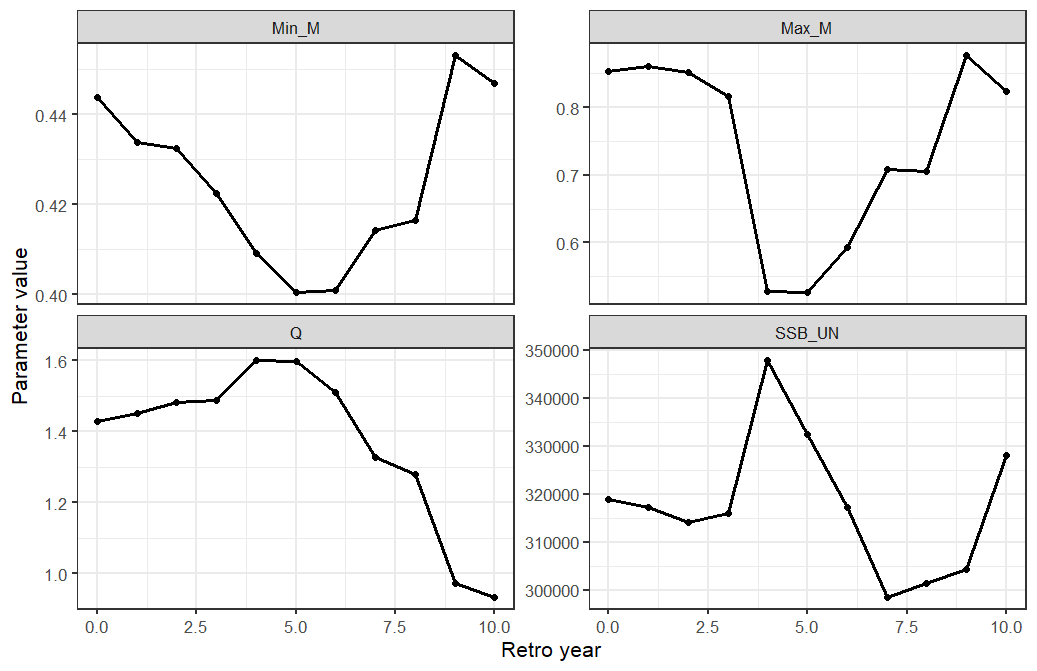 Min_M
Max_M
0.44
0.42
0.40
0.8
0.7
0.6
Q
SSB_UN
1.6
1.4
1.2
1.0
350000
340000
330000
320000
310000
300000
0.0 2.5 5.0 7.5 10.0
0.0 2.5 5.0 7.5 10.0
Retro year
Parameter value